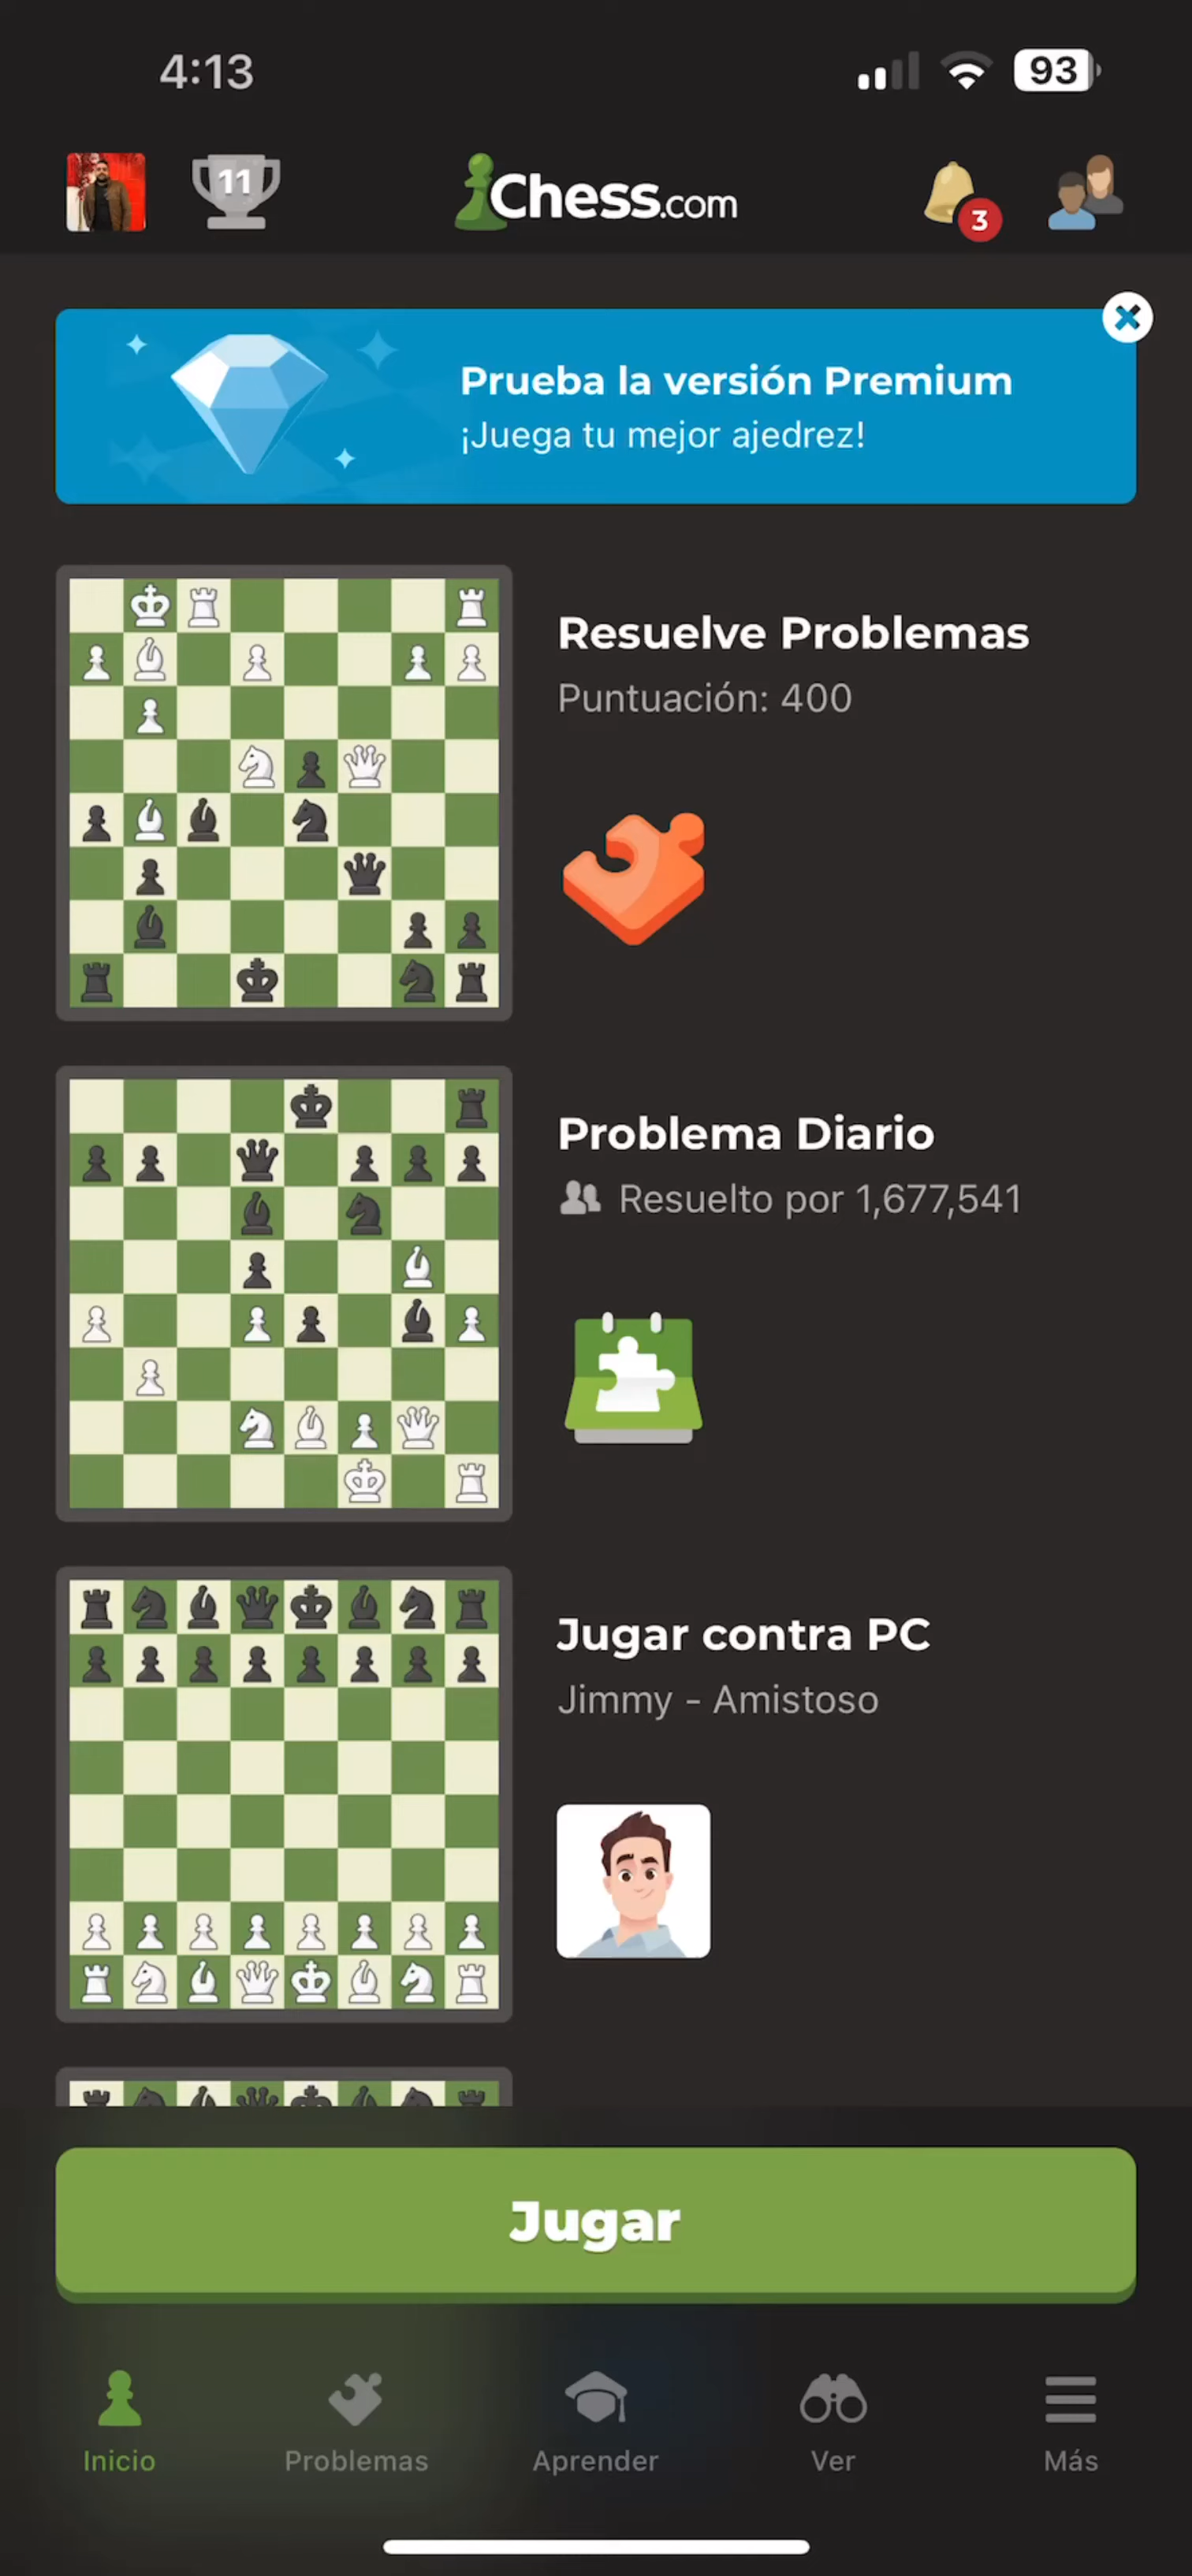 4:13
93
11
Chess.com
3
Prueba la versión Premium
¡Juega tu mejor ajedrez!
Resuelve Problemas
Puntuación: 400
Problema Diario
Resuelto por 1,677,541
Jugar contra PC
Jimmy - Amistoso
Jugar
Inicio
Problemas
Aprender
Ver
Más